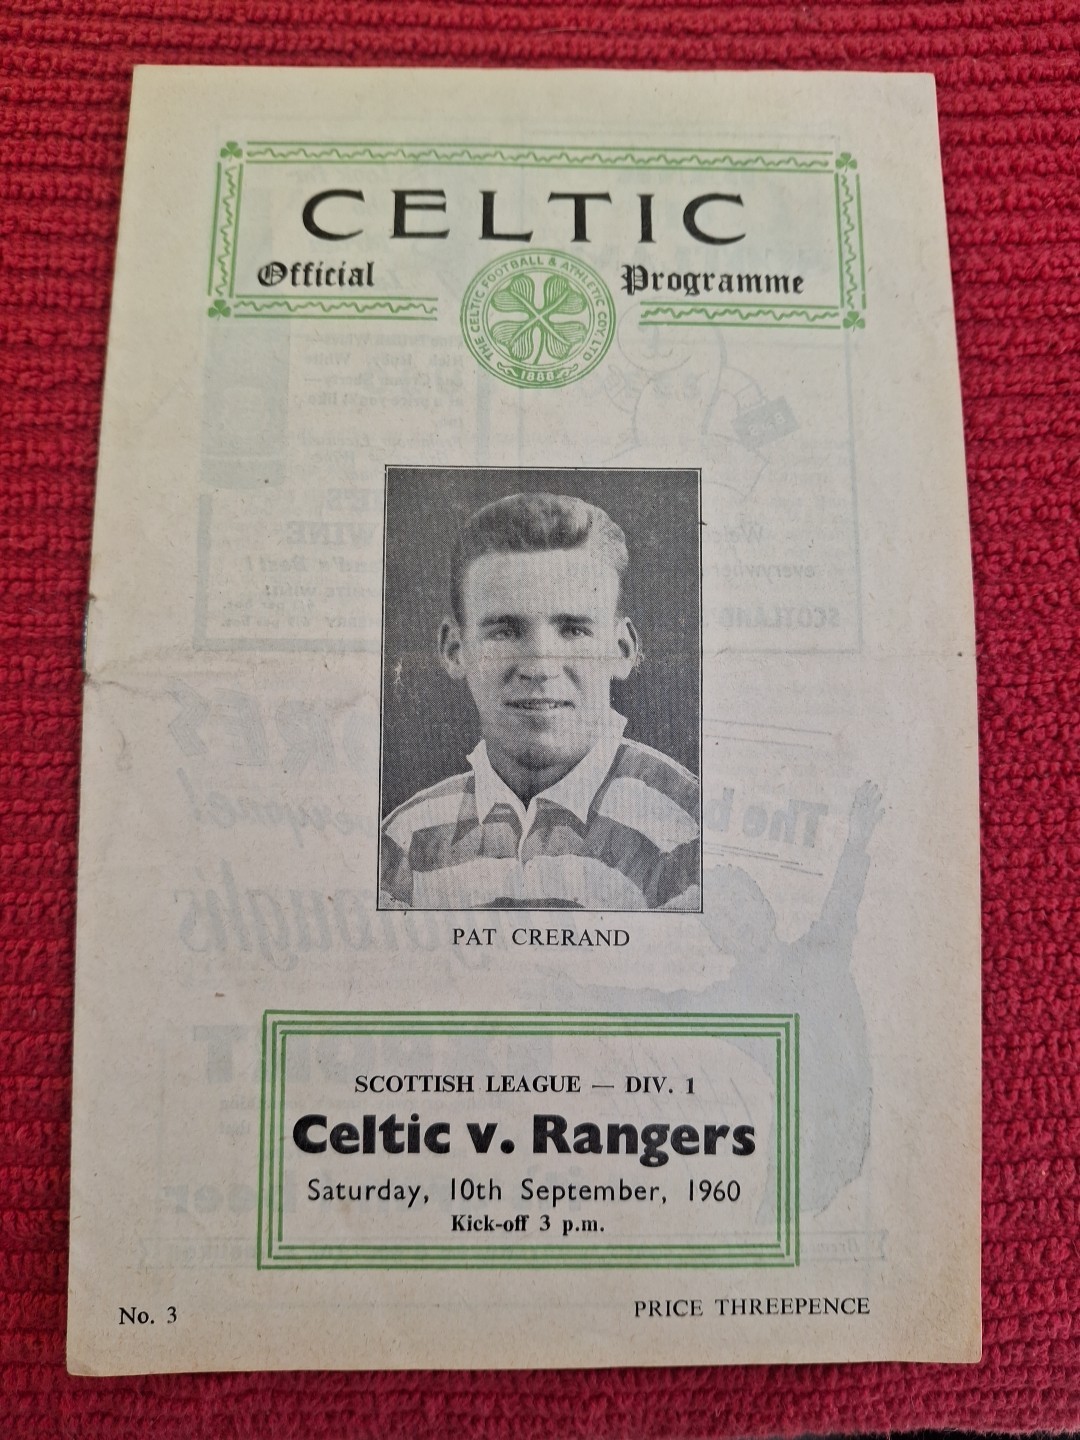 CELTIC
Official Programme
THE CELTIC FOOTBALL & ATHLETIC COY. LTD
1888
PAT CRERAND
SCOTTISH LEAGUE — DIV. 1
Celtic v. Rangers
Saturday, 10th September, 1960
Kick-off 3 p.m.
No. 3
PRICE THREEPENCE